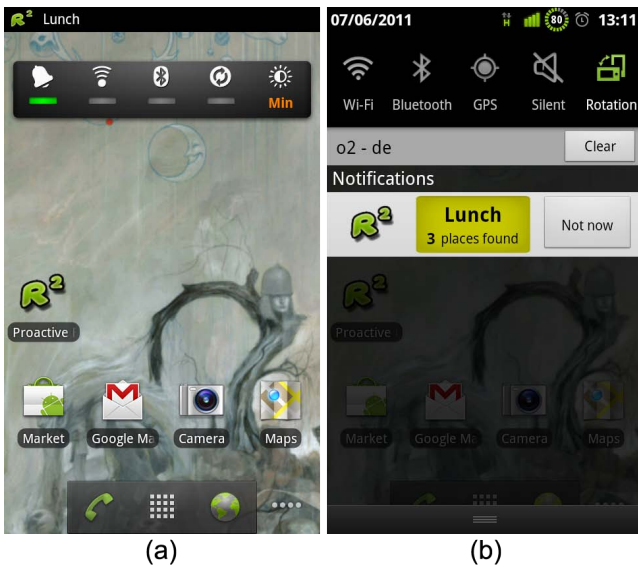 R² Lunch
Min
R²
Proactive
Market
Google Ma
Camera
Maps
(a)
07/06/2011
H 80 13:11
Wi-Fi Bluetooth GPS Silent Rotation
o2 - de Clear
Notifications
R² Lunch
3 places found
Not now
R²
Proactive
Market
Google Ma
Camera
Maps
(b)